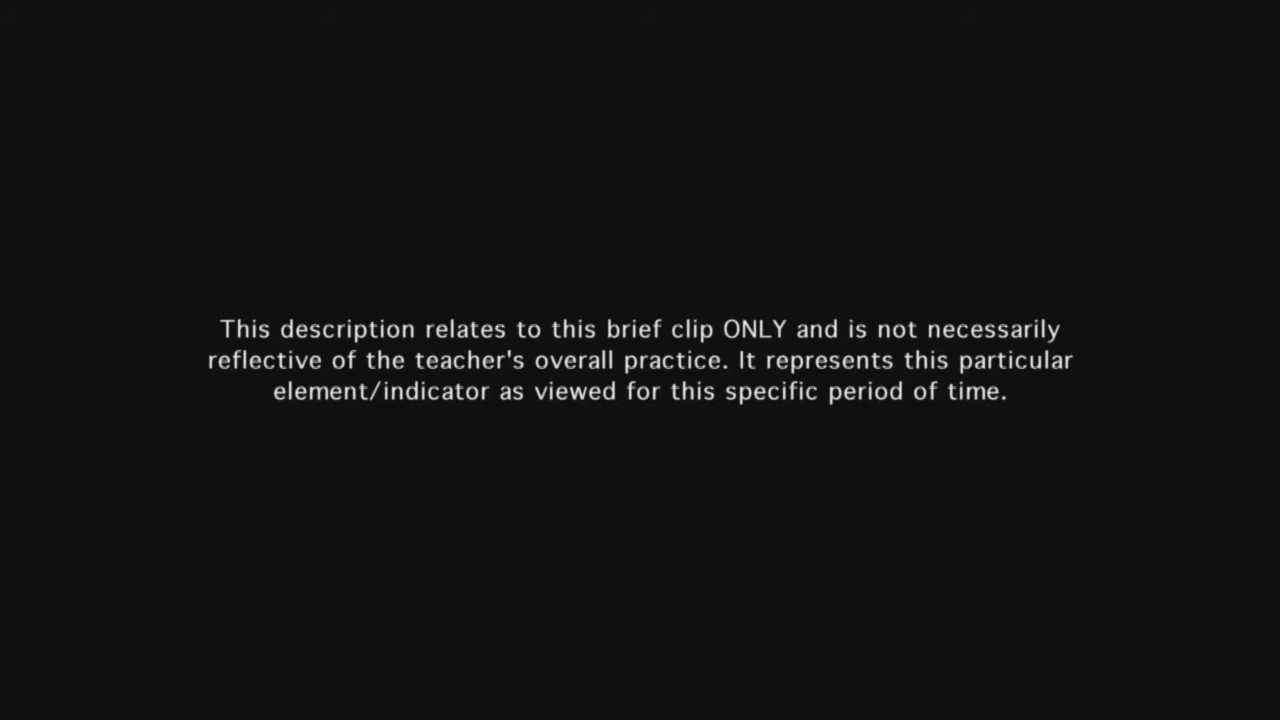 This description relates to this brief clip ONLY and is not necessarily
reflective of the teacher's overall practice. It represents this particular
element/indicator as viewed for this specific period of time.